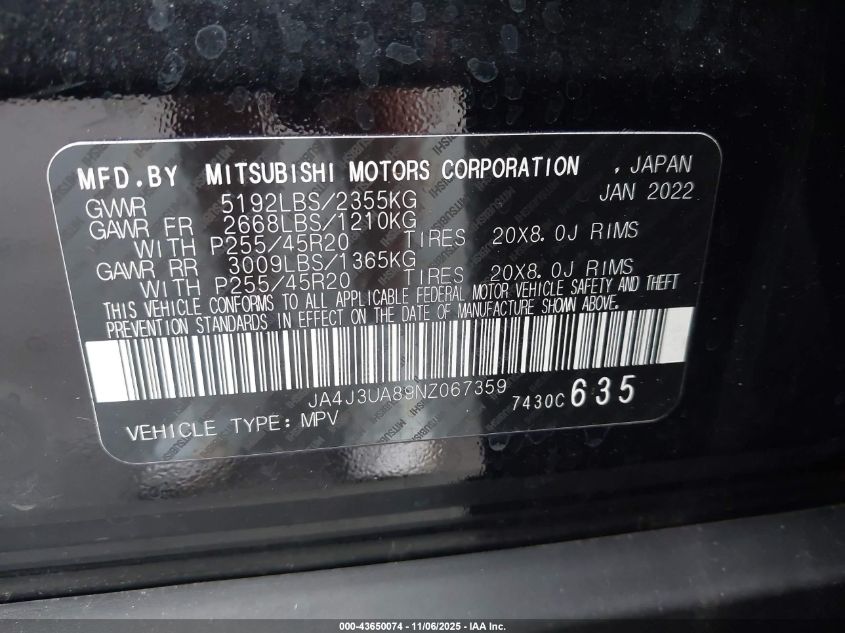 MFD.BY MITSUBISHI MOTORS CORPORATION , JAPAN
JAN 2022
GVWR 5192LBS/2355KG
GAWR FR 2668LBS/1210KG
WITH P255/45R20 TIRES 20X8.0J RIMS
GAWR RR 3009LBS/1365KG
WITH P255/45R20 TIRES 20X8.0J RIMS
THIS VEHICLE CONFORMS TO ALL APPLICABLE FEDERAL MOTOR VEHICLE SAFETY AND THEFT
PREVENTION STANDARDS IN EFFECT ON THE DATE OF MANUFACTURE SHOWN ABOVE.
JA4J3UA89NZ067359
7430C 635
VEHICLE TYPE: MPV
000-43650074 - 11/06/2025 - IAA Inc.